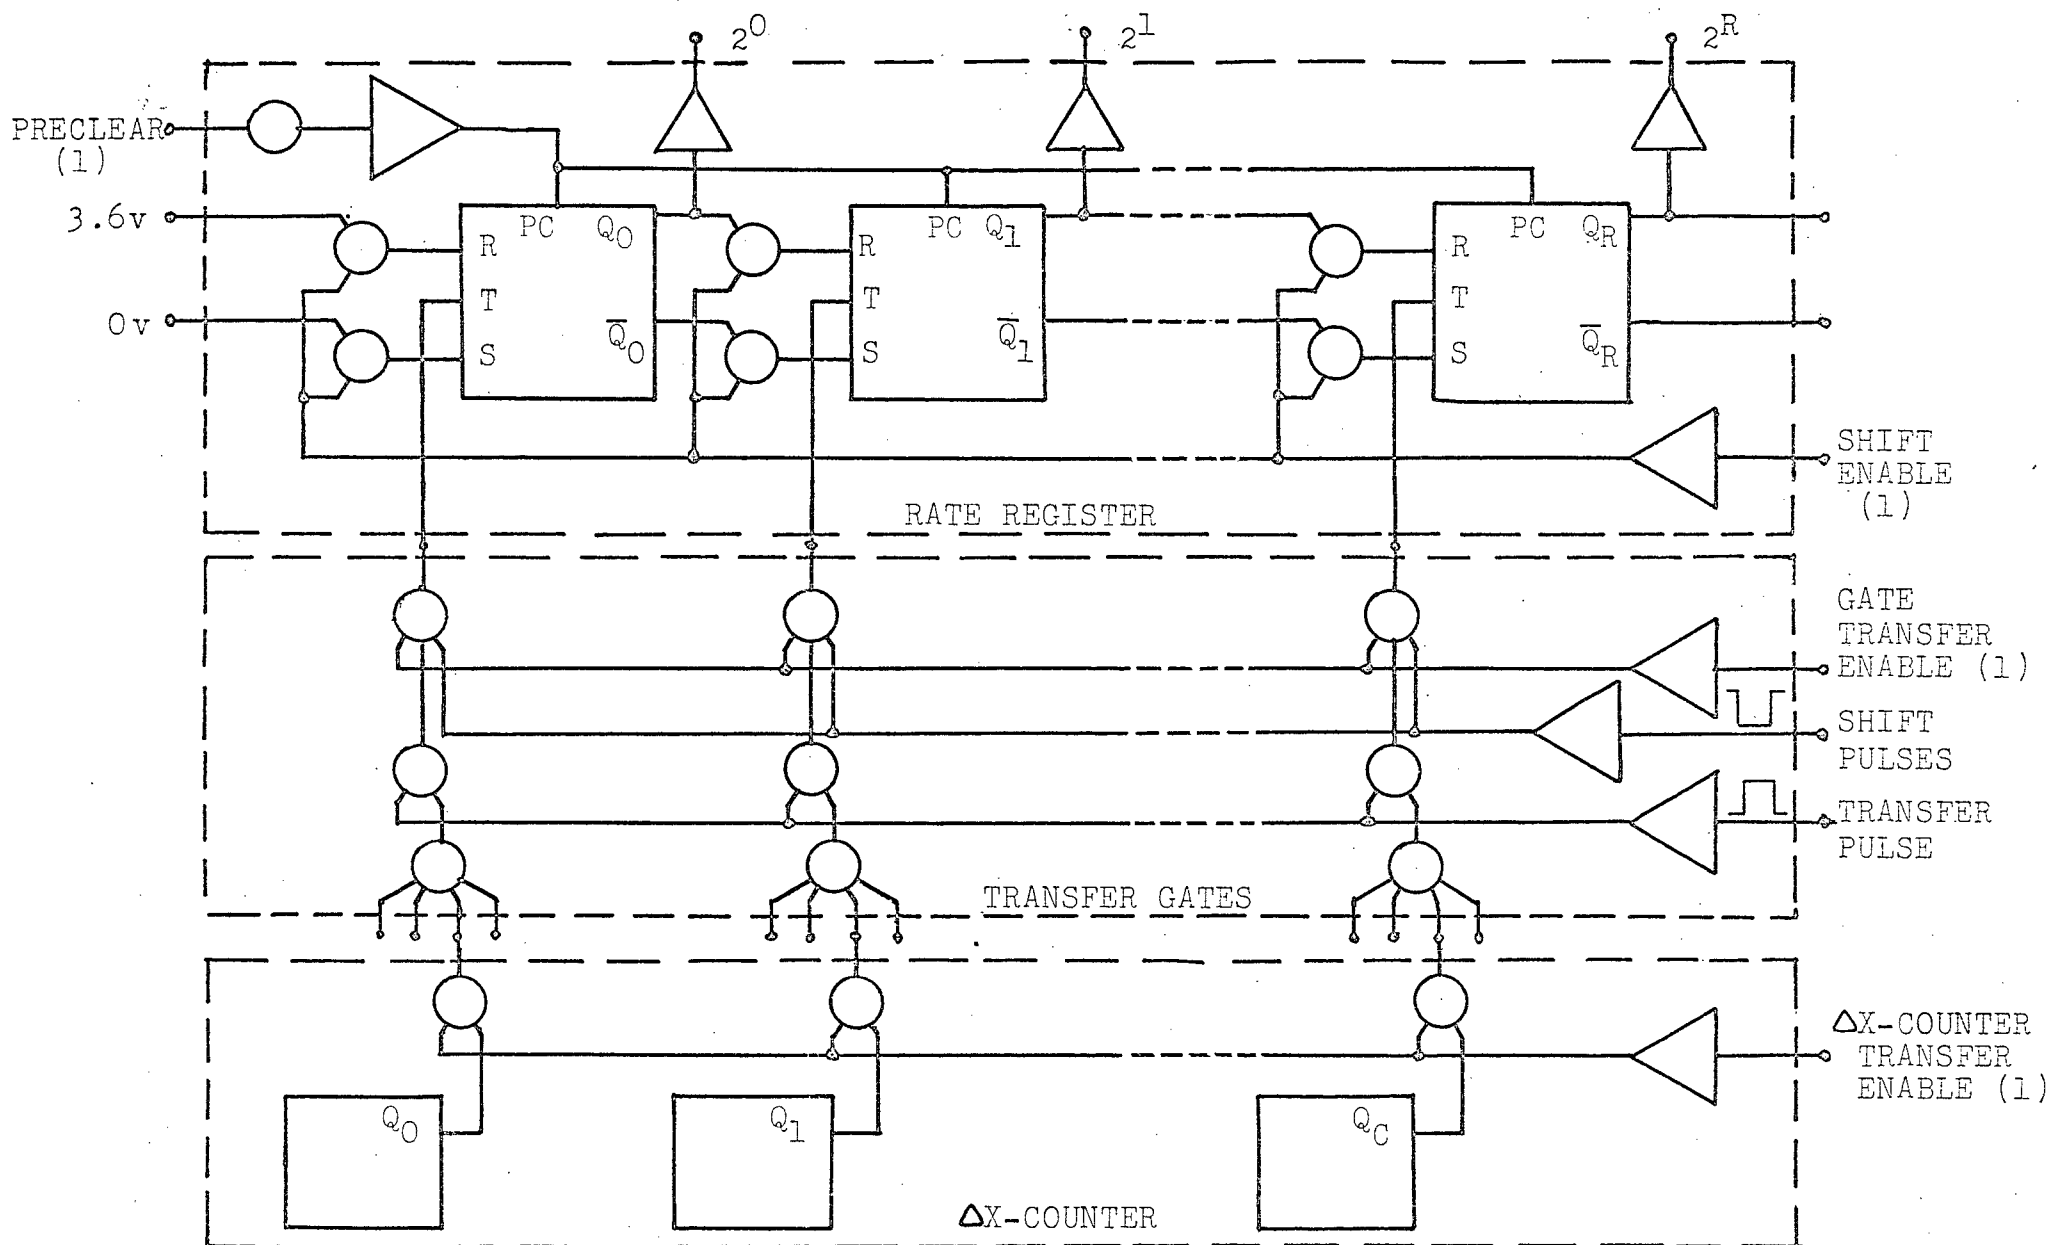 2^0
2^1
2^R
PRECLEAR
(1)
3.6v
0v
PC Q_0
R
T
S
Q̅_0
PC Q_1
R
T
S
Q̅_1
PC Q_R
R
T
S
Q̅_R
SHIFT
ENABLE
(1)
RATE REGISTER
GATE
TRANSFER
ENABLE (1)
SHIFT
PULSES
TRANSFER
PULSE
TRANSFER GATES
ΔX-COUNTER
TRANSFER
ENABLE (1)
Q_0
Q_1
Q_C
ΔX-COUNTER